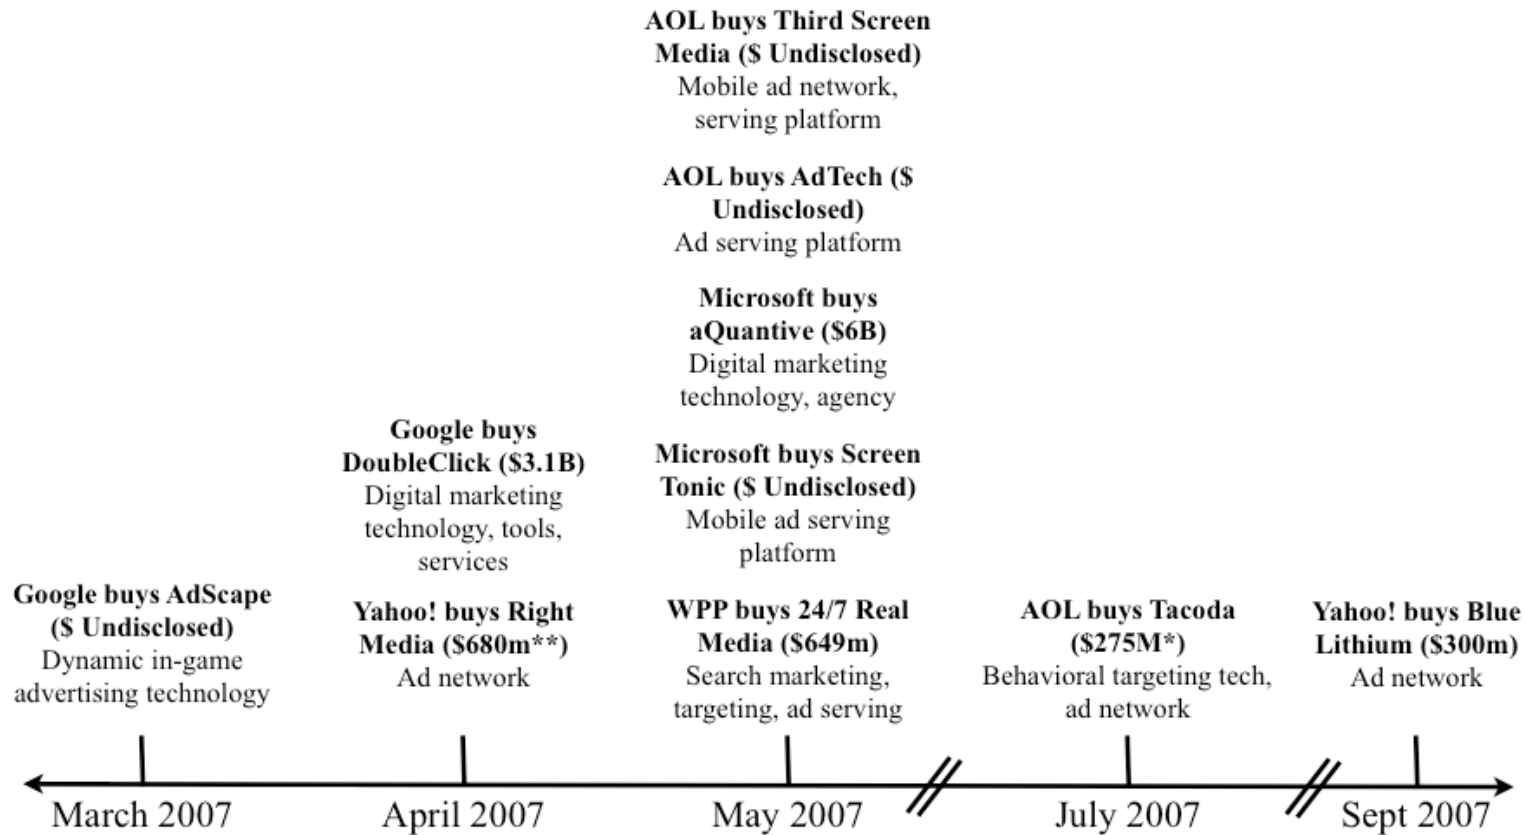 AOL buys Third Screen
Media ($ Undisclosed)
Mobile ad network,
serving platform
AOL buys AdTech ($
Undisclosed)
Ad serving platform
Microsoft buys
aQuantive ($6B)
Digital marketing
technology, agency
Google buys
DoubleClick ($3.1B)
Digital marketing
technology, tools,
services
Microsoft buys Screen
Tonic ($ Undisclosed)
Mobile ad serving
platform
Google buys AdScape
($ Undisclosed)
Dynamic in-game
advertising technology
Yahoo! buys Right
Media ($680m**)
Ad network
WPP buys 24/7 Real
Media ($649m)
Search marketing,
targeting, ad serving
AOL buys Tacoda
($275M*)
Behavioral targeting tech,
ad network
Yahoo! buys Blue
Lithium ($300m)
Ad network
March 2007
April 2007
May 2007
July 2007
Sept 2007